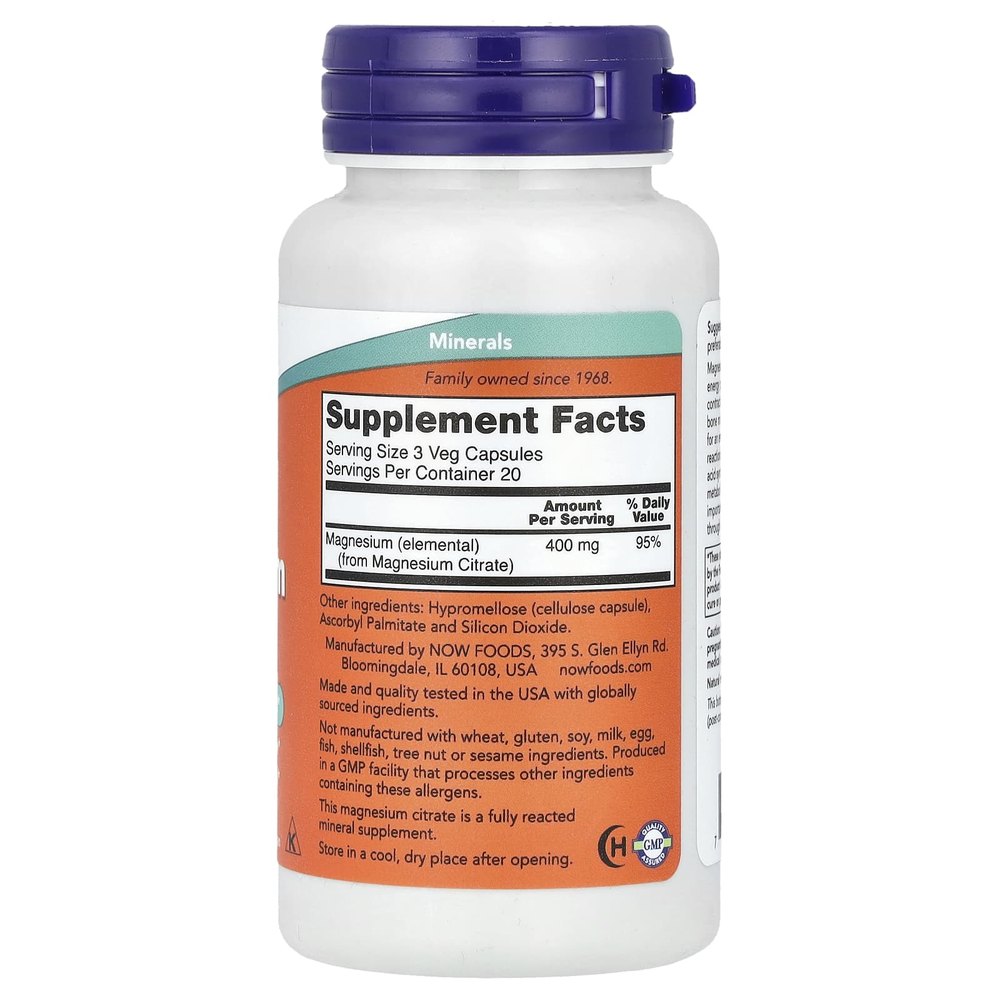 Minerals
Family owned since 1968.
Supplement Facts
Serving Size 3 Veg Capsules
Servings Per Container 20
Amount
Per Serving
% Daily
Value
Magnesium (elemental)
(from Magnesium Citrate)
400 mg
95%
Other ingredients: Hypromellose (cellulose capsule),
Ascorbyl Palmitate and Silicon Dioxide.
Manufactured by NOW FOODS, 395 S. Glen Ellyn Rd.
Bloomingdale, IL 60108, USA nowfoods.com
Made and quality tested in the USA with globally
sourced ingredients.
Not manufactured with wheat, gluten, soy, milk, egg,
fish, shellfish, tree nut or sesame ingredients. Produced
in a GMP facility that processes other ingredients
containing these allergens.
This magnesium citrate is a fully reacted
mineral supplement.
Store in a cool, dry place after opening.
K
H
QUALITY
GMP
ASSURED
energy
acid
by the